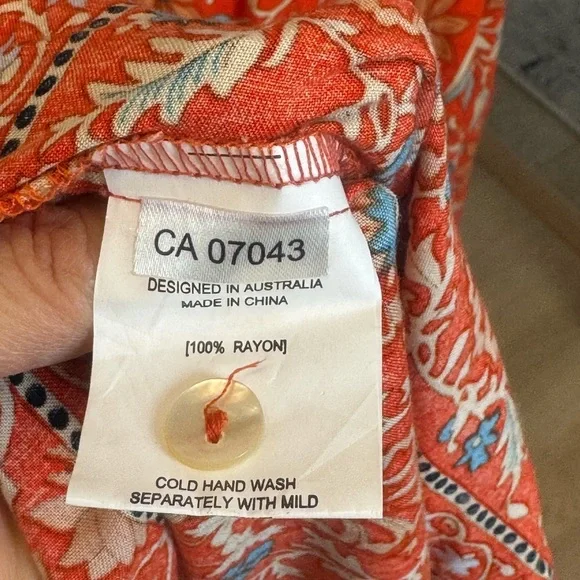 CA 07043
DESIGNED IN AUSTRALIA
MADE IN CHINA
[100% RAYON]
COLD HAND WASH
SEPARATELY WITH MILD